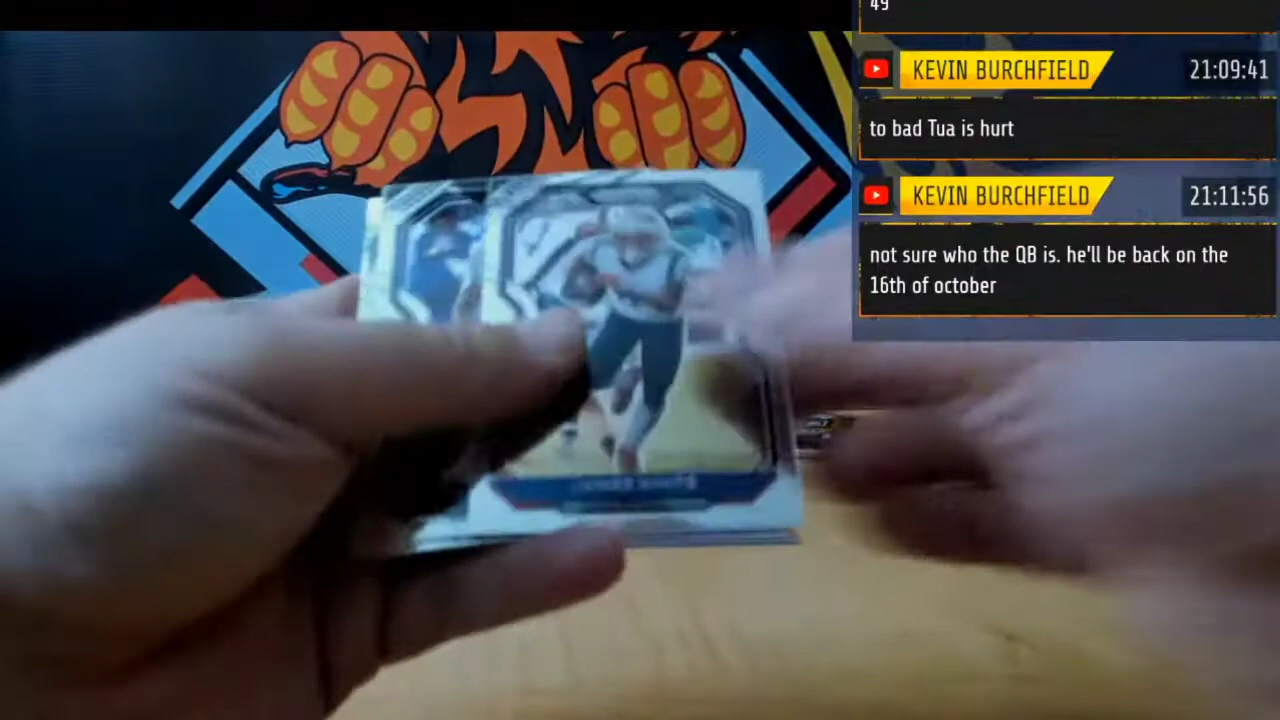 49
KEVIN BURCHFIELD 21:09:41
to bad Tua is hurt
KEVIN BURCHFIELD 21:11:56
not sure who the QB is. he'll be back on the
16th of october